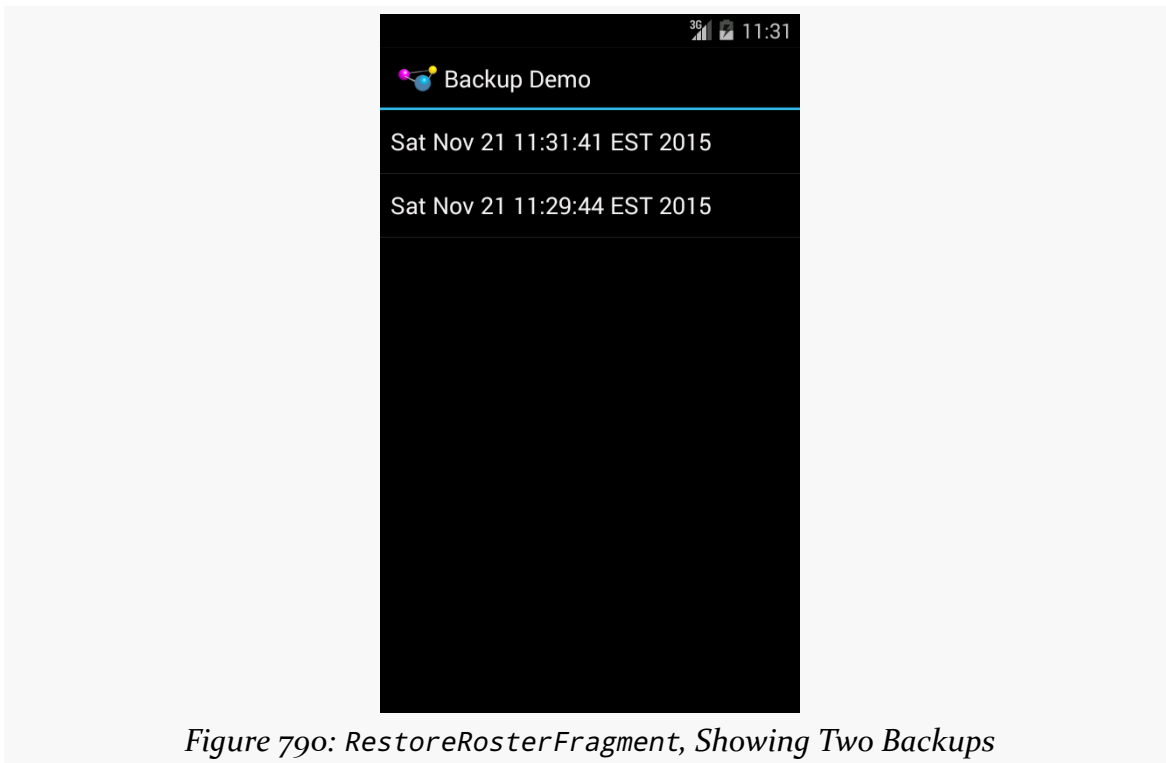 3G 11:31
Backup Demo
Sat Nov 21 11:31:41 EST 2015
Sat Nov 21 11:29:44 EST 2015
Figure 790: RestoreRosterFragment, Showing Two Backups